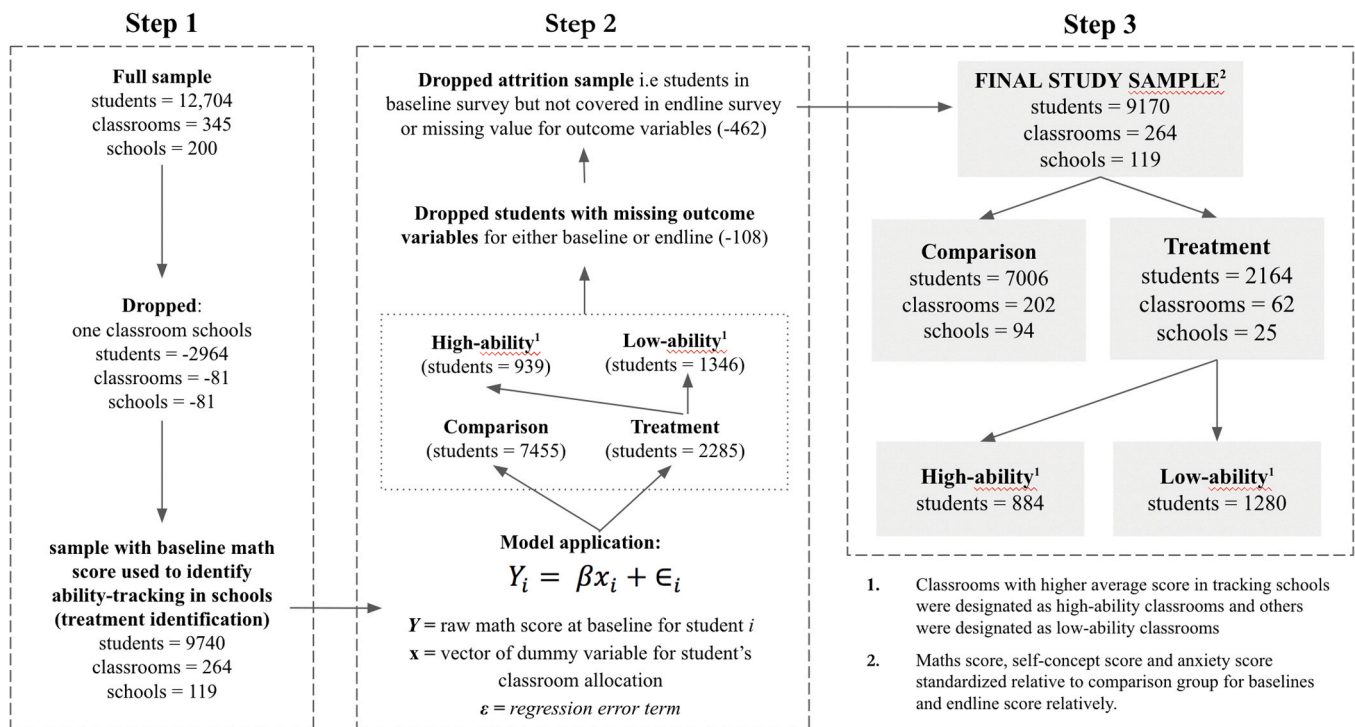 Step 1
Full sample
students = 12,704
classrooms = 345
schools = 200
Dropped:
one classroom schools
students = -2964
classrooms = -81
schools = -81
sample with baseline math
score used to identify
ability-tracking in schools
(treatment identification)
students = 9740
classrooms = 264
schools = 119
Step 2
Dropped attrition sample i.e students in
baseline survey but not covered in endline survey
or missing value for outcome variables (-462)
Dropped students with missing outcome
variables for either baseline or endline (-108)
High-ability¹
(students = 939)
Low-ability¹
(students = 1346)
Comparison
(students = 7455)
Treatment
(students = 2285)
Model application:
Yᵢ = βxᵢ + ϵᵢ
Y = raw math score at baseline for student i
x = vector of dummy variable for student’s
classroom allocation
ε = regression error term
Step 3
FINAL STUDY SAMPLE²
students = 9170
classrooms = 264
schools = 119
Comparison
students = 7006
classrooms = 202
schools = 94
Treatment
students = 2164
classrooms = 62
schools = 25
High-ability¹
students = 884
Low-ability¹
students = 1280
1. Classrooms with higher average score in tracking schools
were designated as high-ability classrooms and others
were designated as low-ability classrooms
2. Maths score, self-concept score and anxiety score
standardized relative to comparison group for baselines
and endline score relatively.